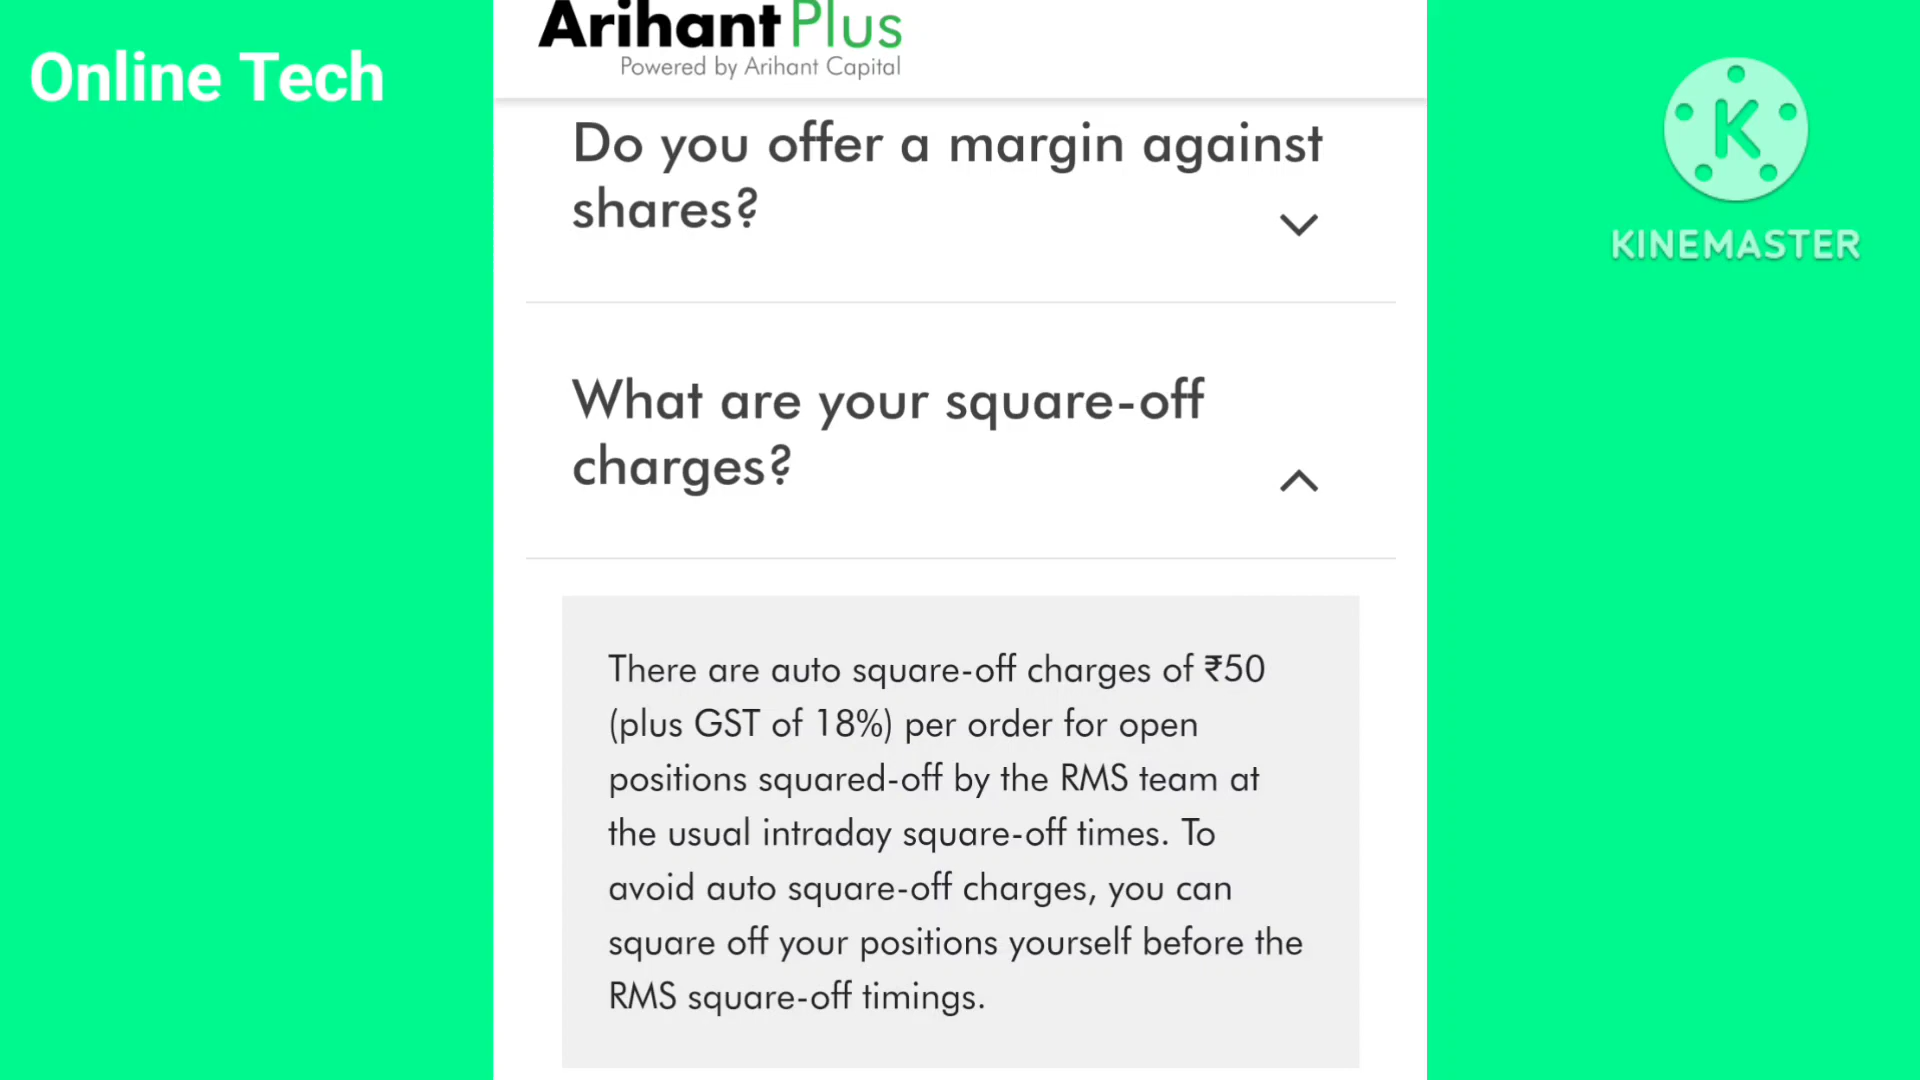 Online Tech
Arihant Plus
Powered by Arihant Capital
K
KINEMASTER
Do you offer a margin against
shares?
What are your square-off
charges?
There are auto square-off charges of ₹50
(plus GST of 18%) per order for open
positions squared-off by the RMS team at
the usual intraday square-off times. To
avoid auto square-off charges, you can
square off your positions yourself before the
RMS square-off timings.